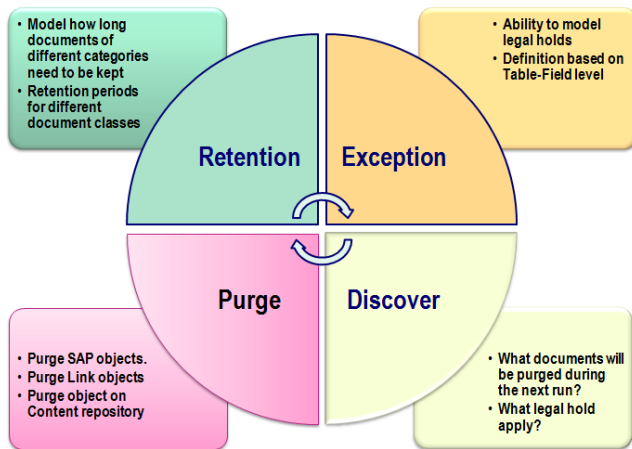 • Model how long
documents of
different categories
need to be kept
• Retention periods
for different
document classes
• Ability to model
legal holds
• Definition based on
Table-Field level
Retention
Exception
Purge
Discover
• Purge SAP objects.
• Purge Link objects
• Purge object on
Content repository
• What documents will
be purged during
the next run?
• What legal hold
apply?